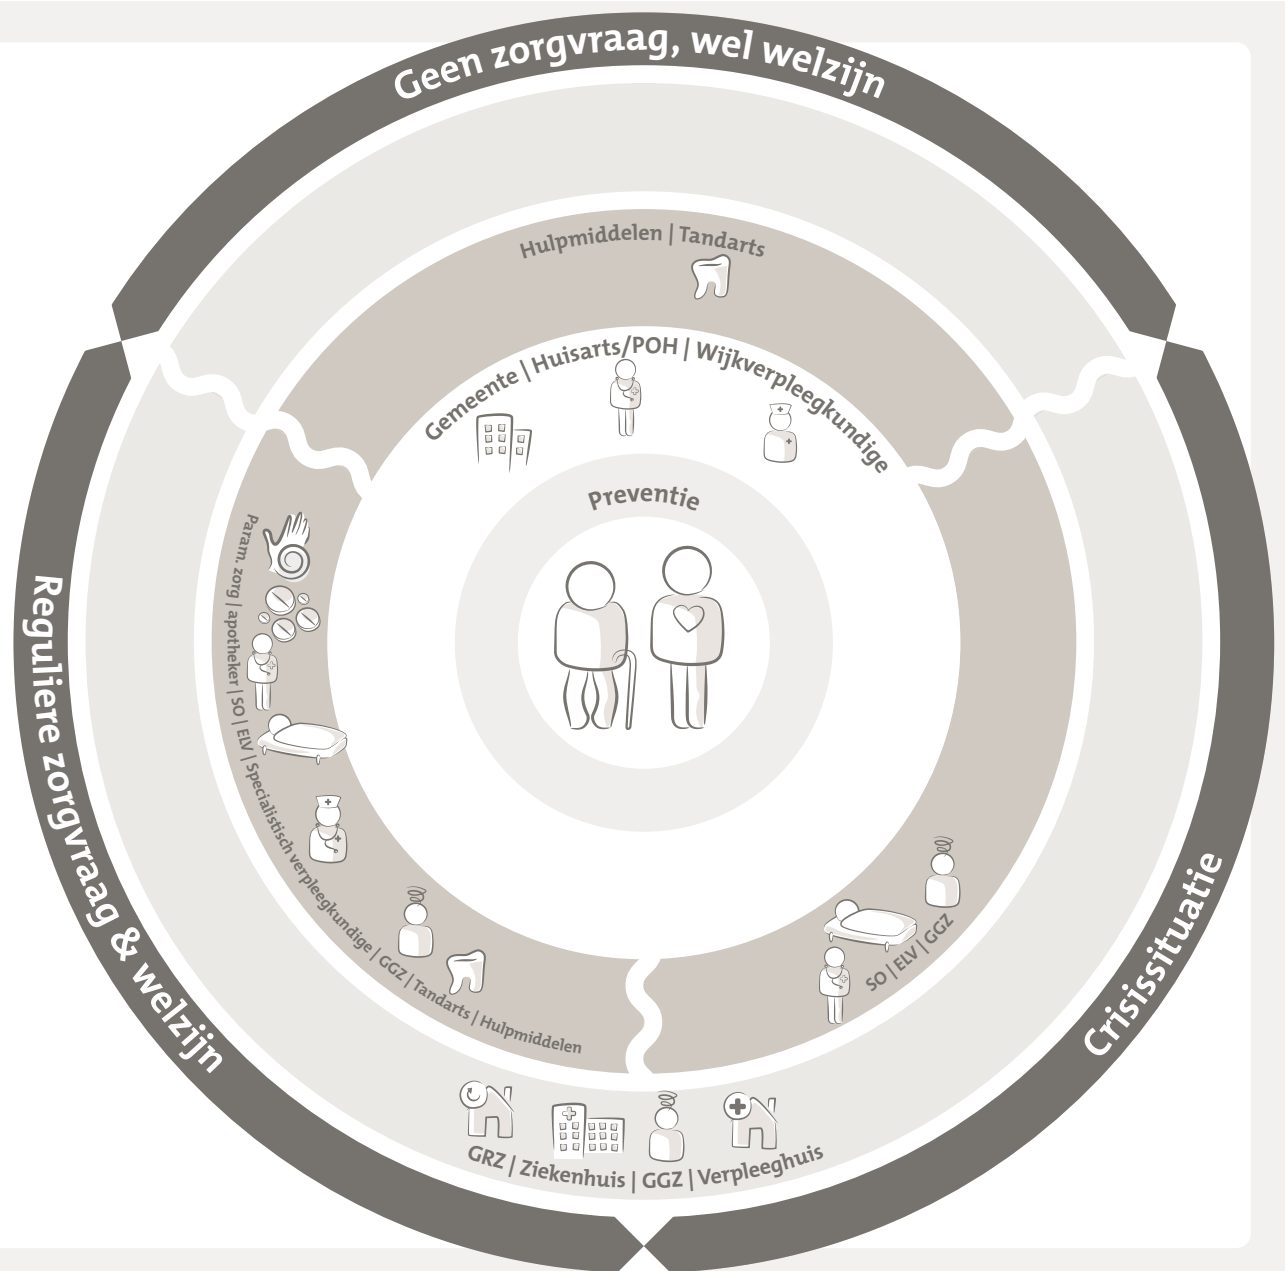 Geen zorgvraag, wel welzijn
Hulpmiddelen | Tandarts
Gemeente | Huisarts/POH | Wijkverpleegkundige
Preventie
Reguliere zorgvraag & welzijn
Param. zorg | apotheker | SO | ELV | Specialistisch verpleegkundige | GGZ | Tandarts | Hulpmiddelen
SO | ELV | GGZ
Crisissituatie
GRZ | Ziekenhuis | GGZ | Verpleeghuis